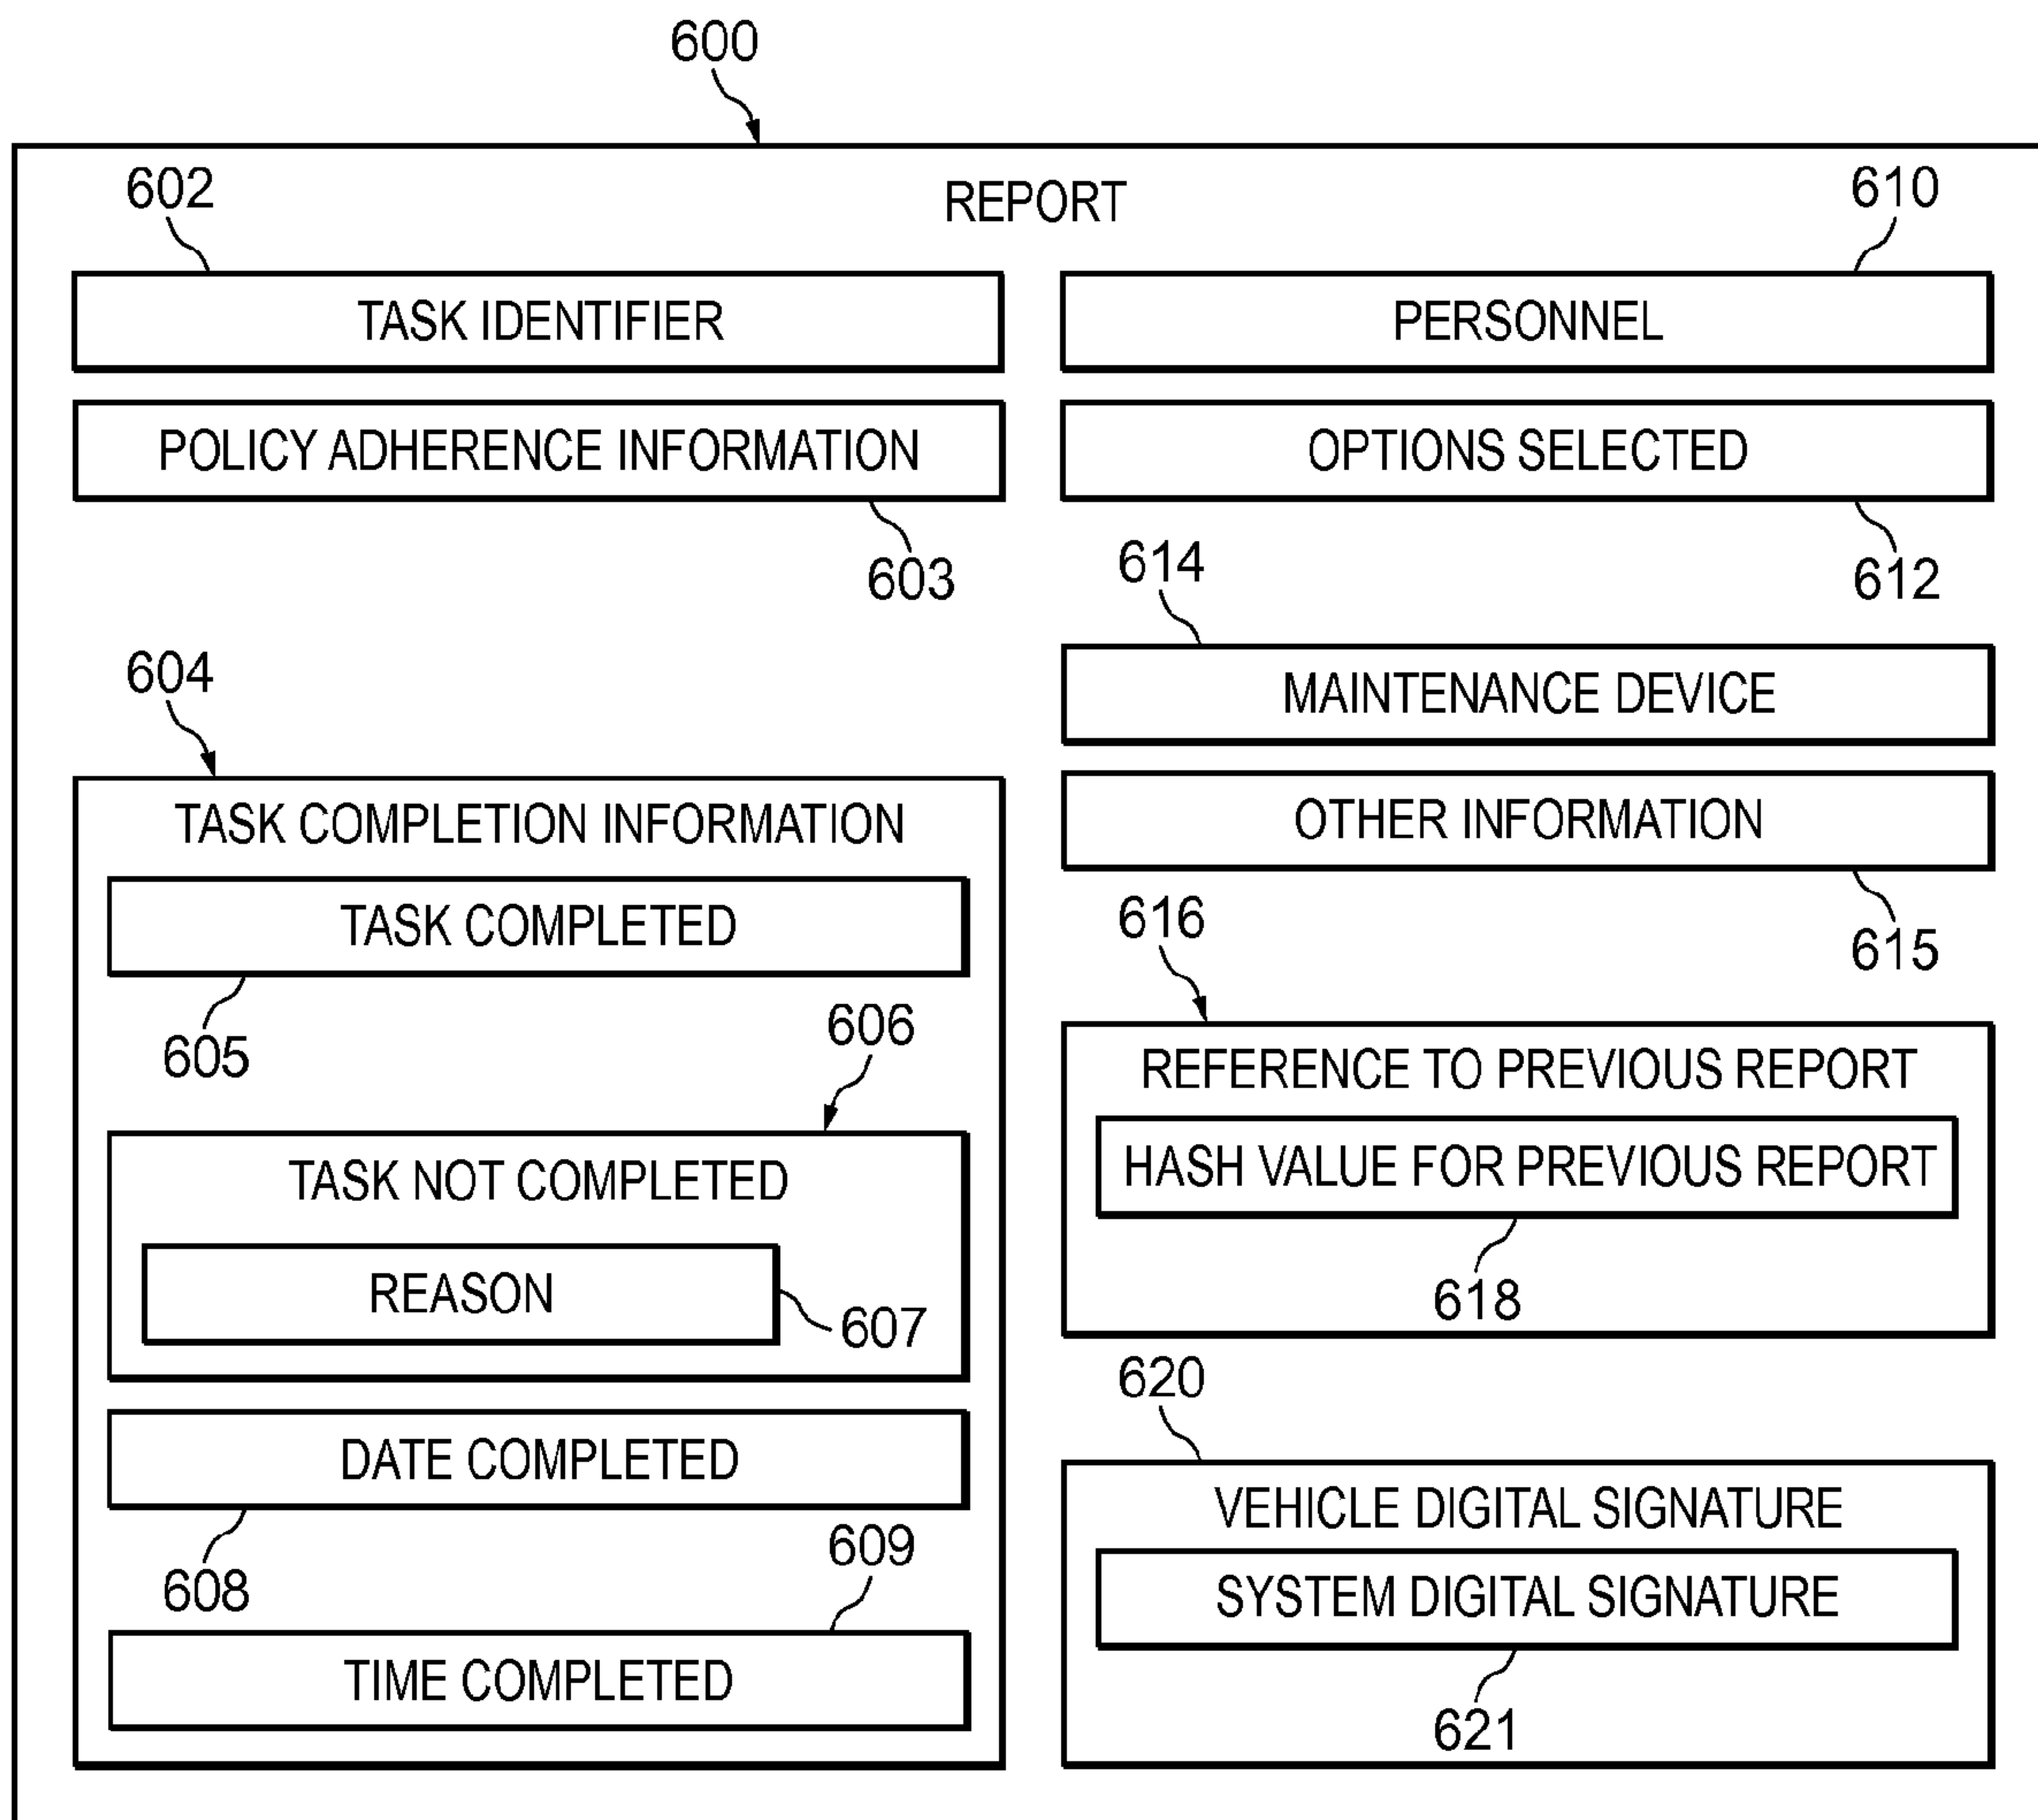 600
REPORT
602
TASK IDENTIFIER
POLICY ADHERENCE INFORMATION
603
604
TASK COMPLETION INFORMATION
TASK COMPLETED
605
606
TASK NOT COMPLETED
REASON
607
DATE COMPLETED
608
609
TIME COMPLETED
610
PERSONNEL
OPTIONS SELECTED
612
614
MAINTENANCE DEVICE
OTHER INFORMATION
615
616
REFERENCE TO PREVIOUS REPORT
HASH VALUE FOR PREVIOUS REPORT
618
620
VEHICLE DIGITAL SIGNATURE
SYSTEM DIGITAL SIGNATURE
621